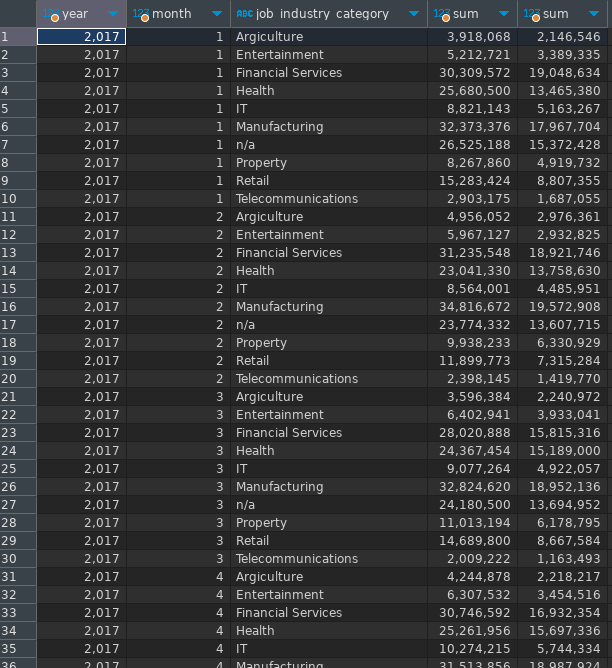 123 year 123 month ABC job_industry_category 123 sum 123 sum
1 2,017 1 Argiculture 3,918,068 2,146,546
2 2,017 1 Entertainment 5,212,721 3,389,335
3 2,017 1 Financial Services 30,309,572 19,048,634
4 2,017 1 Health 25,680,500 13,465,380
5 2,017 1 IT 8,821,143 5,163,267
6 2,017 1 Manufacturing 32,373,376 17,967,704
7 2,017 1 n/a 26,525,188 15,372,428
8 2,017 1 Property 8,267,860 4,919,732
9 2,017 1 Retail 15,283,424 8,807,355
10 2,017 1 Telecommunications 2,903,175 1,687,055
11 2,017 2 Argiculture 4,956,052 2,976,361
12 2,017 2 Entertainment 5,967,127 2,932,825
13 2,017 2 Financial Services 31,235,548 18,921,746
14 2,017 2 Health 23,041,330 13,758,630
15 2,017 2 IT 8,564,001 4,485,951
16 2,017 2 Manufacturing 34,816,672 19,572,908
17 2,017 2 n/a 23,774,332 13,607,715
18 2,017 2 Property 9,938,233 6,330,929
19 2,017 2 Retail 11,899,773 7,315,284
20 2,017 2 Telecommunications 2,398,145 1,419,770
21 2,017 3 Argiculture 3,596,384 2,240,972
22 2,017 3 Entertainment 6,402,941 3,933,041
23 2,017 3 Financial Services 28,020,888 15,815,316
24 2,017 3 Health 24,367,454 15,189,000
25 2,017 3 IT 9,077,264 4,922,057
26 2,017 3 Manufacturing 32,824,620 18,952,136
27 2,017 3 n/a 24,180,500 13,694,952
28 2,017 3 Property 11,013,194 6,178,795
29 2,017 3 Retail 14,689,800 8,667,584
30 2,017 3 Telecommunications 2,009,222 1,163,493
31 2,017 4 Argiculture 4,244,878 2,218,217
32 2,017 4 Entertainment 6,307,532 3,454,516
33 2,017 4 Financial Services 30,746,592 16,932,354
34 2,017 4 Health 25,261,956 15,697,336
35 2,017 4 IT 10,274,215 5,744,334
36 2,017 4 Manufacturing 31,513,856 18,987,924